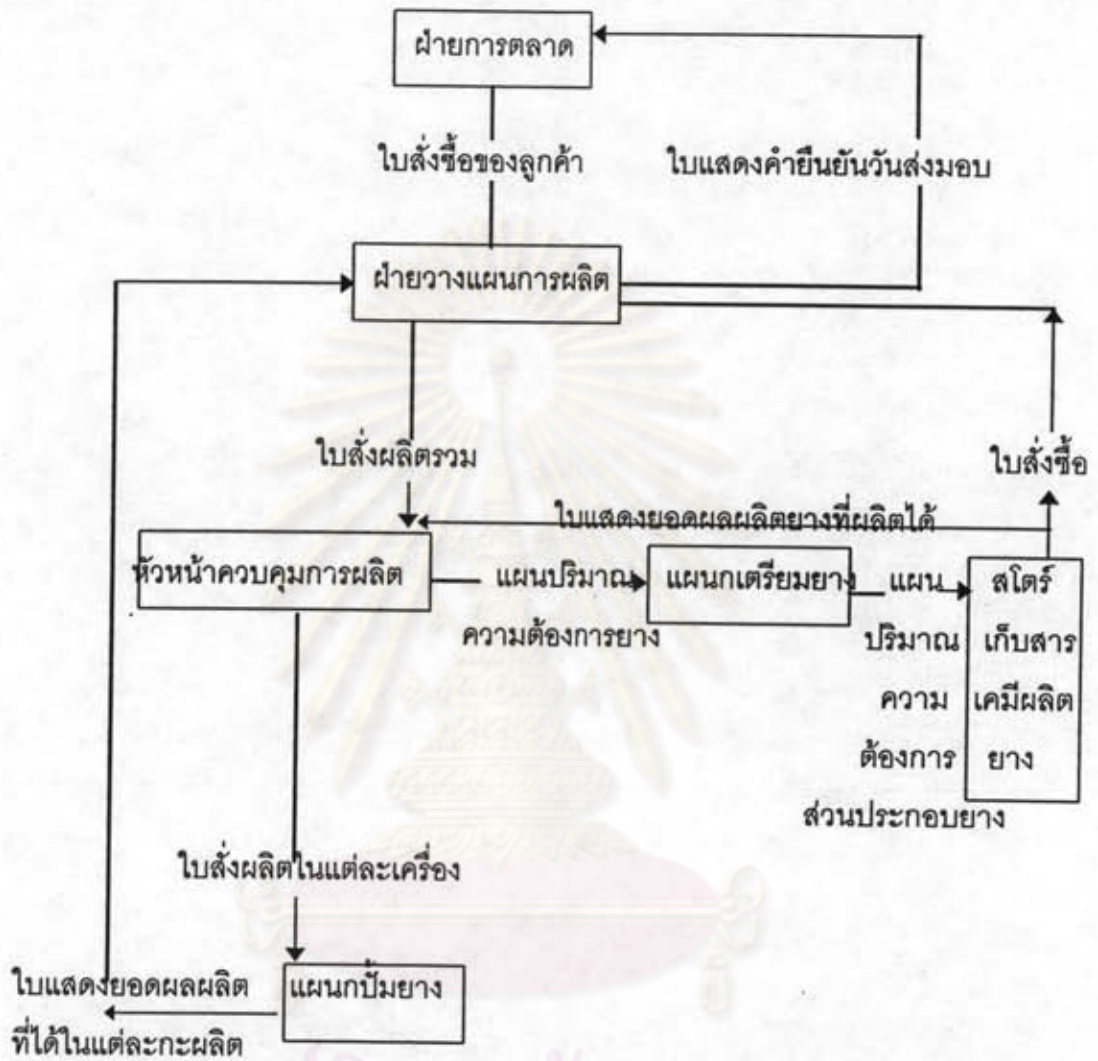 ฝ่ายการตลาด
ใบสั่งซื้อของลูกค้า
ใบแสดงคำยืนยันวันส่งมอบ
ฝ่ายวางแผนการผลิต
ใบสั่งผลิตรวม
ใบสั่งซื้อ
ใบแสดงยอดผลผลิตยางที่ผลิตได้
หัวหน้าควบคุมการผลิต
แผนปริมาณ
ความต้องการยาง
แผนกเตรียมยาง
แผน
ปริมาณ
ความ
ต้องการ
ส่วนประกอบยาง
สโตร์
เก็บสาร
เคมีผลิต
ยาง
ใบสั่งผลิตในแต่ละเครื่อง
แผนกปั๊มยาง
ใบแสดงยอดผลผลิต
ที่ได้ในแต่ละกะผลิต